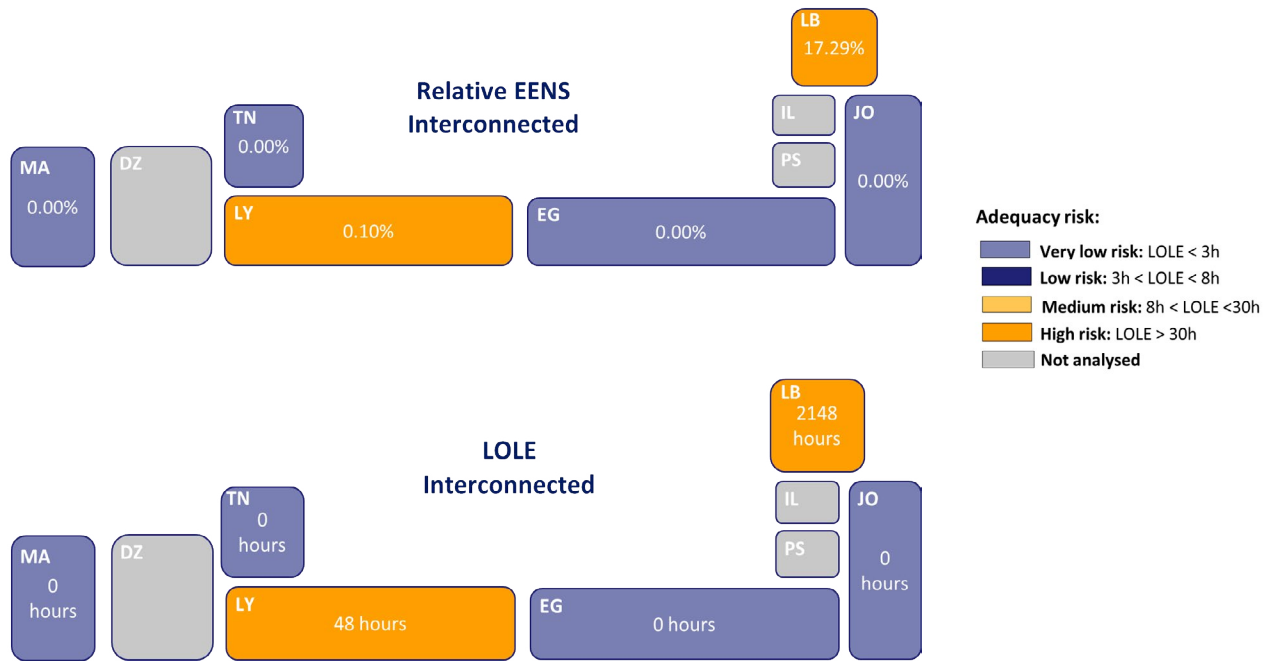 LB
17.29%
Relative EENS
Interconnected
TN
0.00%
IL
JO
MA
0.00%
DZ
PS
0.00%
LY
0.10%
EG
0.00%
Adequacy risk:
Very low risk: LOLE < 3h
Low risk: 3h < LOLE < 8h
Medium risk: 8h < LOLE <30h
High risk: LOLE > 30h
Not analysed
LB
2148
hours
LOLE
Interconnected
TN
0
hours
IL
JO
MA
0
hours
DZ
PS
0
hours
LY
48 hours
EG
0 hours